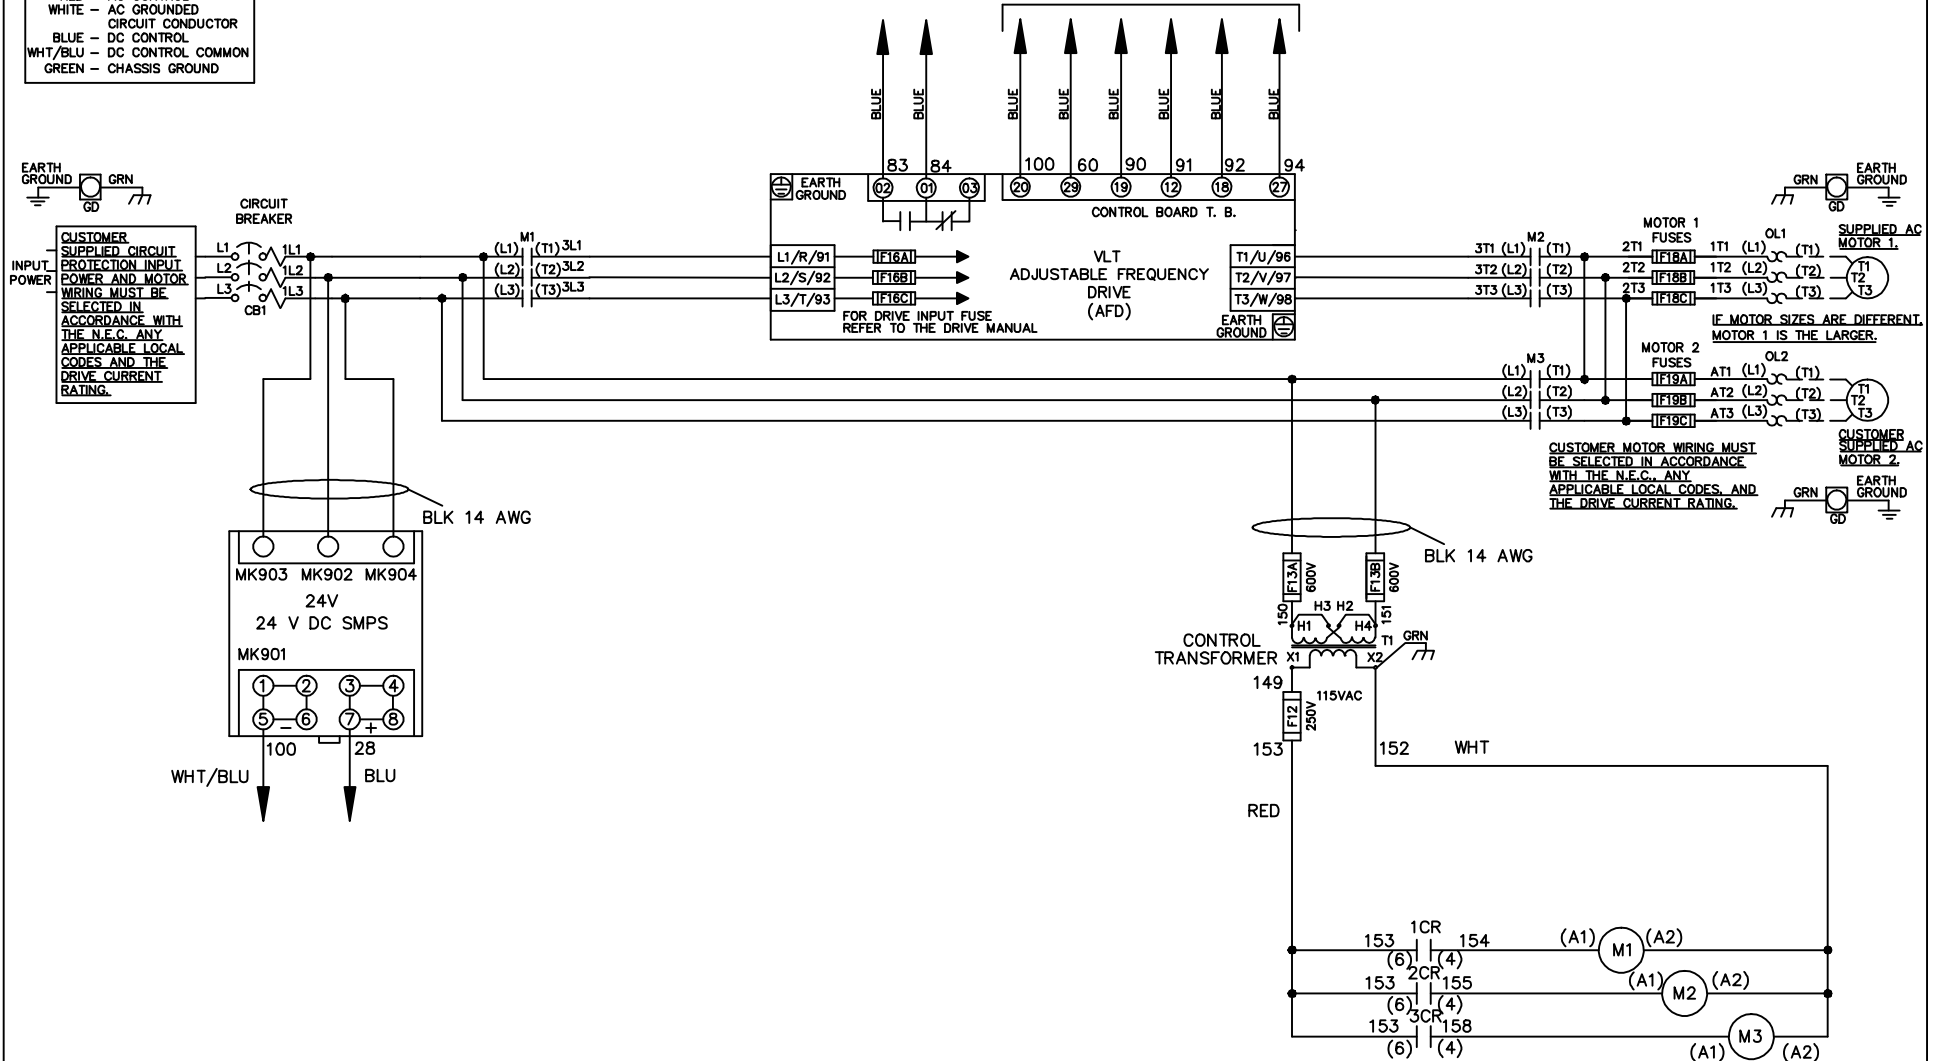 WHITE – AC GROUNDED
CIRCUIT CONDUCTOR
BLUE – DC CONTROL
WHT/BLU – DC CONTROL COMMON
GREEN – CHASSIS GROUND
BLUE BLUE BLUE BLUE BLUE BLUE BLUE BLUE
83 84 100 60 90 91 92 94
EARTH
GROUND
GRN
GD
EARTH
GROUND
02 01 03
20 29 19 12 18 27
CONTROL BOARD T. B.
GRN
GD
EARTH
GROUND
INPUT
POWER
CUSTOMER
SUPPLIED CIRCUIT
PROTECTION INPUT
POWER AND MOTOR
WIRING MUST BE
SELECTED IN
ACCORDANCE WITH
THE N.E.C. ANY
APPLICABLE LOCAL
CODES AND THE
DRIVE CURRENT
RATING.
CIRCUIT
BREAKER
L1 1L1
L2 1L2
L3 1L3
CB1
M1
(L1) (T1) 3L1
(L2) (T2) 3L2
(L3) (T3) 3L3
L1/R/91 F16A
L2/S/92 F16B
L3/T/93 F16C
FOR DRIVE INPUT FUSE
REFER TO THE DRIVE MANUAL
VLT
ADJUSTABLE FREQUENCY
DRIVE
(AFD)
T1/U/96
T2/V/97
T3/W/98
EARTH
GROUND
M2
3T1 (L1) (T1)
3T2 (L2) (T2)
3T3 (L3) (T3)
MOTOR 1
FUSES
2T1 F18A 1T1 (L1)
2T2 F18B 1T2 (L2)
2T3 F18C 1T3 (L3)
OL1
(T1)
(T2)
(T3)
SUPPLIED AC
MOTOR 1.
T1
T2
T3
IF MOTOR SIZES ARE DIFFERENT,
MOTOR 1 IS THE LARGER.
M3
(L1) (T1)
(L2) (T2)
(L3) (T3)
MOTOR 2
FUSES
F19A AT1 (L1)
F19B AT2 (L2)
F19C AT3 (L3)
OL2
(T1)
(T2)
(T3)
T1
T2
T3
CUSTOMER
SUPPLIED AC
MOTOR 2.
CUSTOMER MOTOR WIRING MUST
BE SELECTED IN ACCORDANCE
WITH THE N.E.C., ANY
APPLICABLE LOCAL CODES, AND
THE DRIVE CURRENT RATING.
GRN
GD
EARTH
GROUND
BLK 14 AWG
MK903 MK902 MK904
24V
24 V DC SMPS
MK901
1 2 3 4
5 – 6 7 + 8
100 28
WHT/BLU BLU
BLK 14 AWG
F13A 600V
F13B 600V
150 151
H3 H2
H1 H4
T1
GRN
CONTROL
TRANSFORMER
X1 X2
149
115VAC
F12 250V
153
152 WHT
RED
1CR
153 154 (A1) M1 (A2)
(6) (4)
2CR
153 155 (A1) M2 (A2)
(6) (4)
3CR
153 158 M3
(6) (4) (A1) (A2)